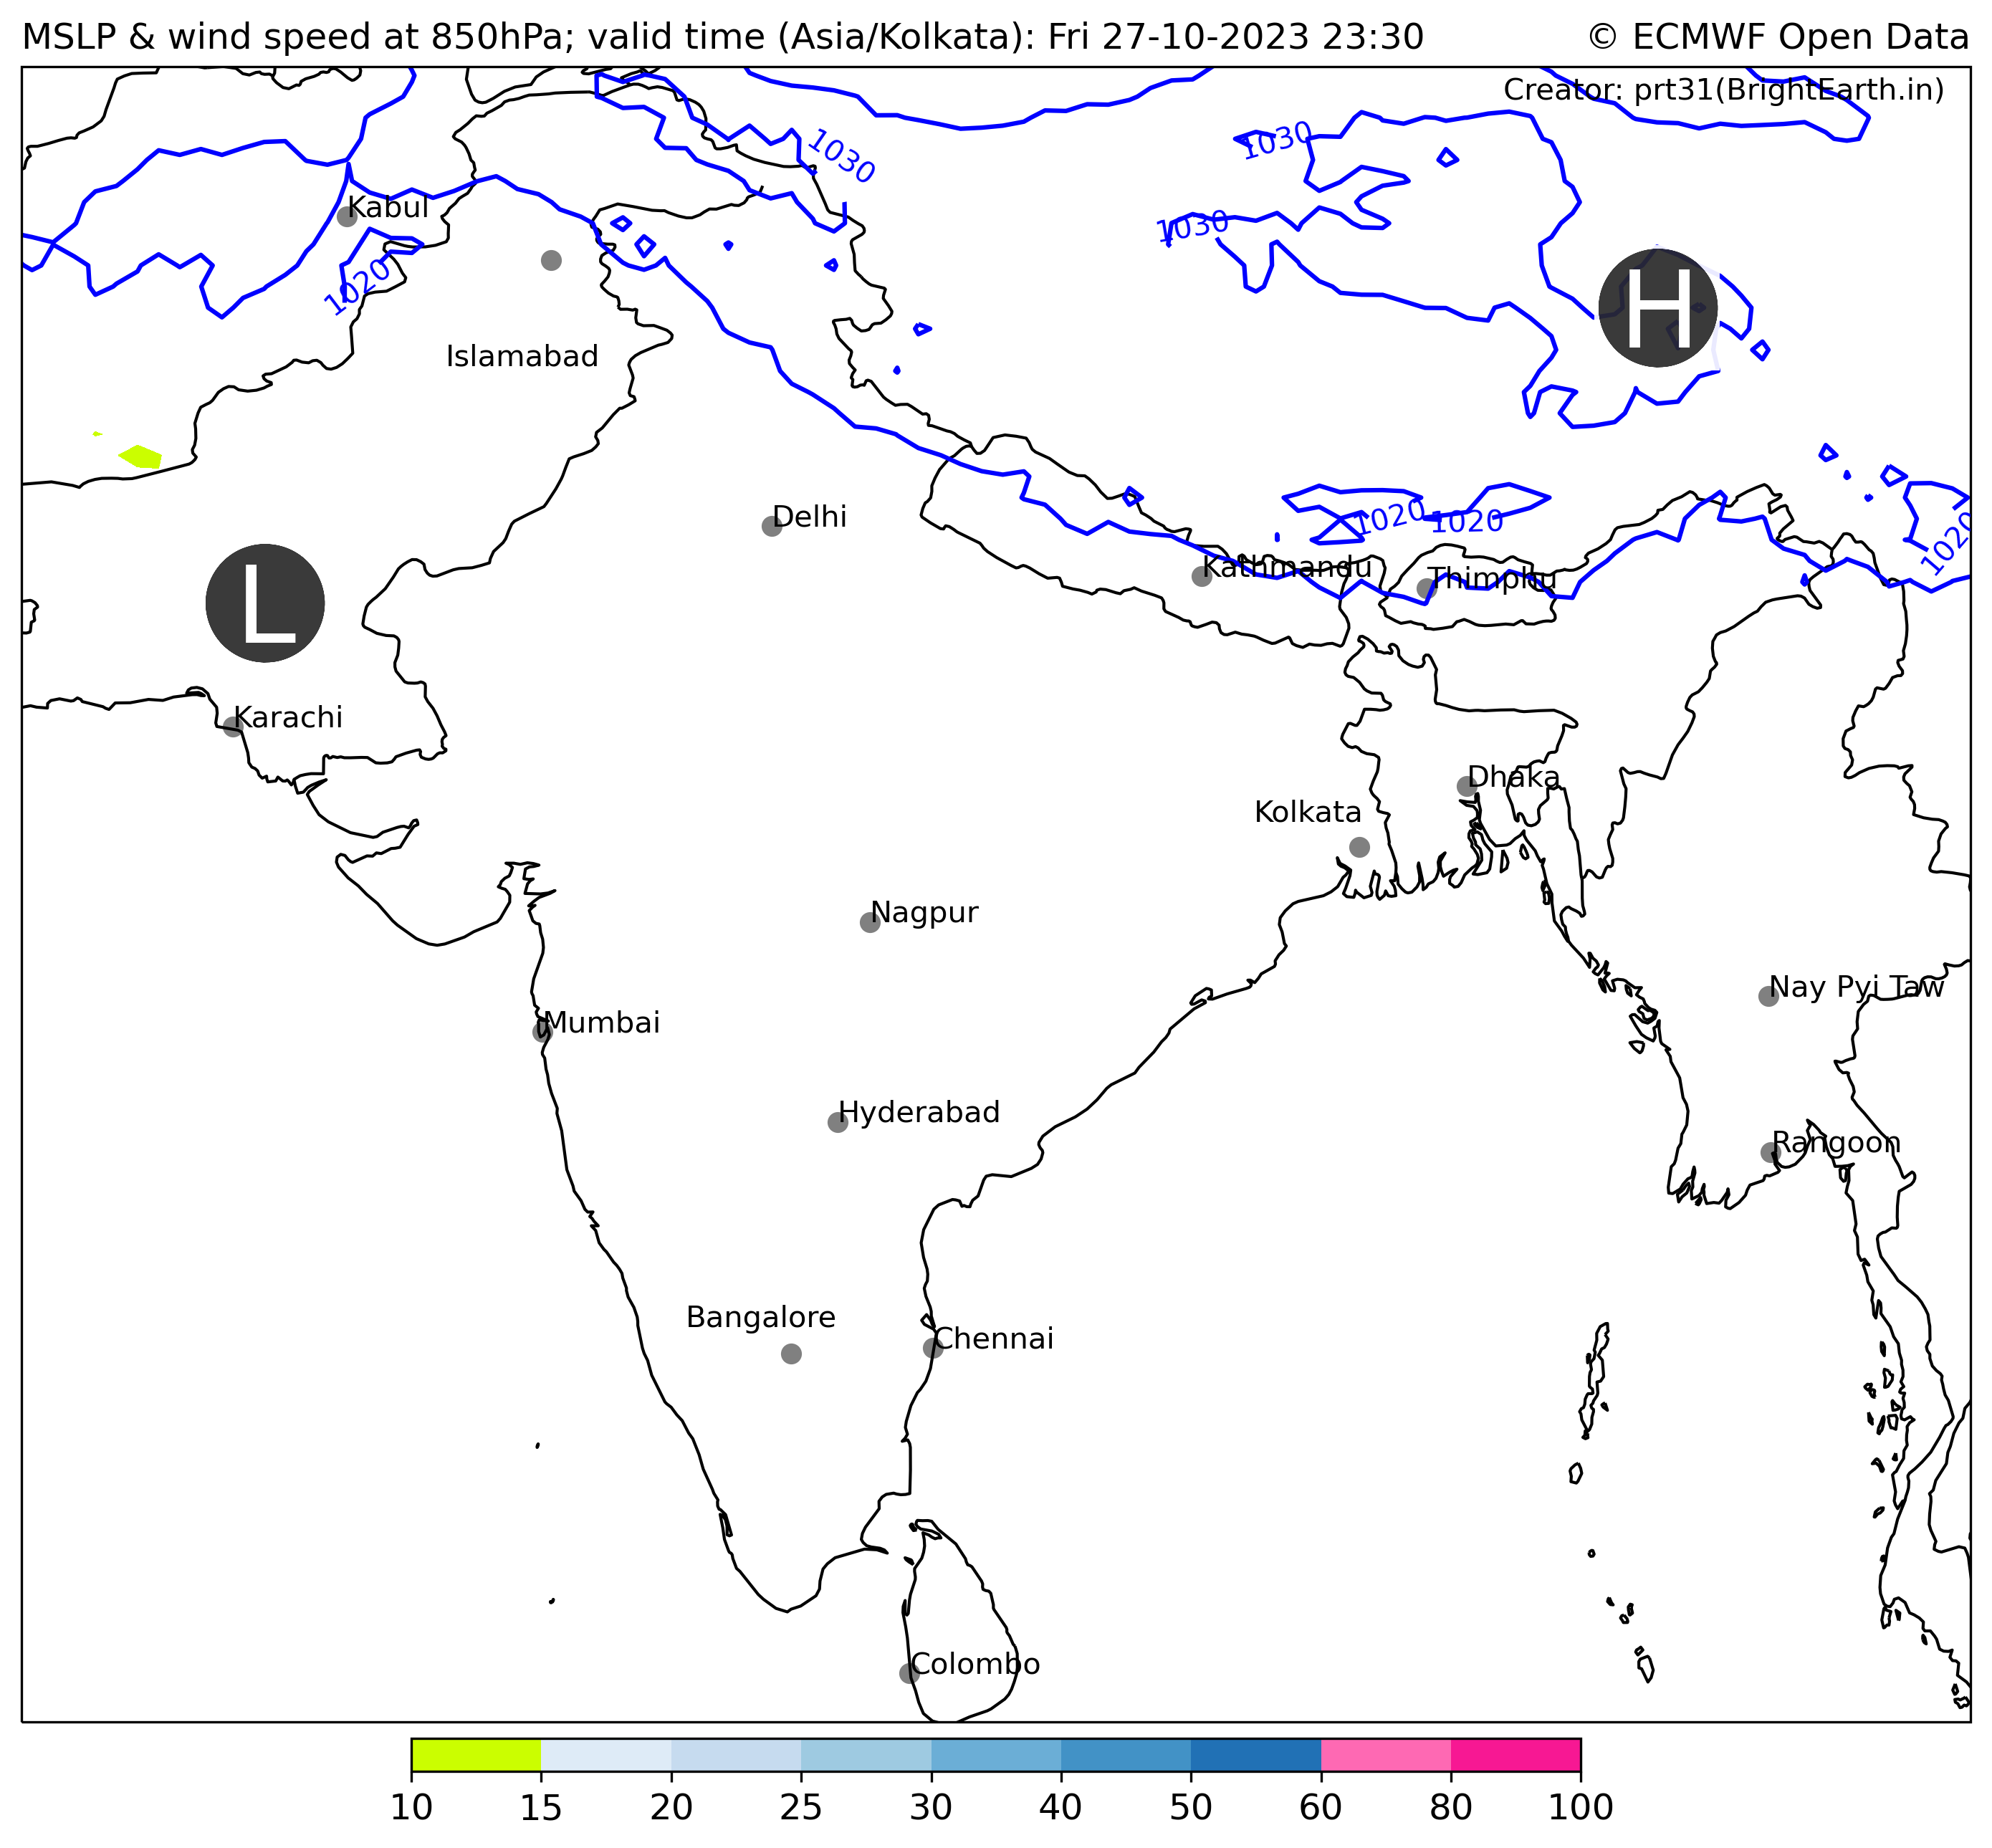 MSLP & wind speed at 850hPa; valid time (Asia/Kolkata): Fri 27-10-2023 23:30
© ECMWF Open Data
Creator: prt31(BrightEarth.in)
1030
1030
1030
Kabul
1020
H
Islamabad
Delhi
1020
1020
1020
Kathmandu
Thimphu
L
Karachi
Dhaka
Kolkata
Nagpur
Nay Pyi Taw
Mumbai
Hyderabad
Rangoon
Bangalore
Chennai
Colombo
10 15 20 25 30 40 50 60 80 100